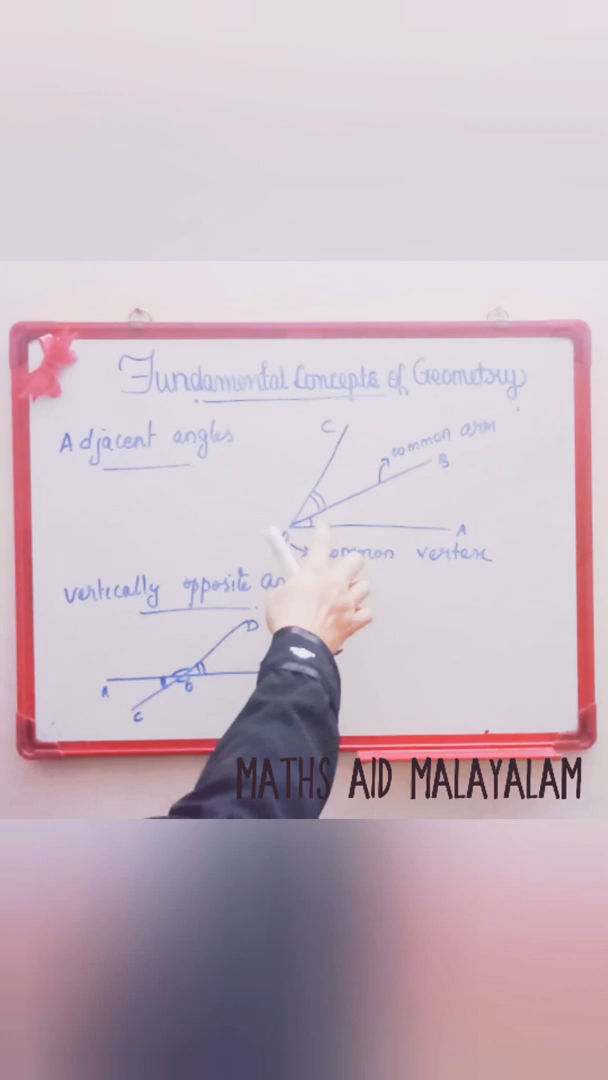 Fundamental Concepts of Geometry
Adjacent angles
C
common arm
B
A
common vertex
vertically opposite
D
A
O
C
MATHS AID MALAYALAM